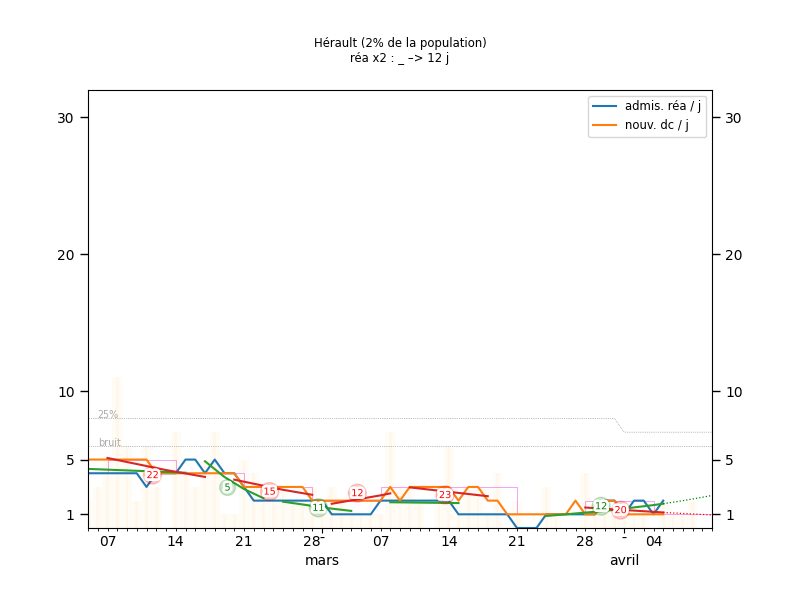 Hérault (2% de la population)
réa x2 : _ –> 12 j
admis. réa / j
nouv. dc / j
30 30
20 20
10 10
25%
bruit
5 5
22
5
15
11
12
23
12
20
1 1
07 14 21 28 07 14 21 28 - 04
mars avril